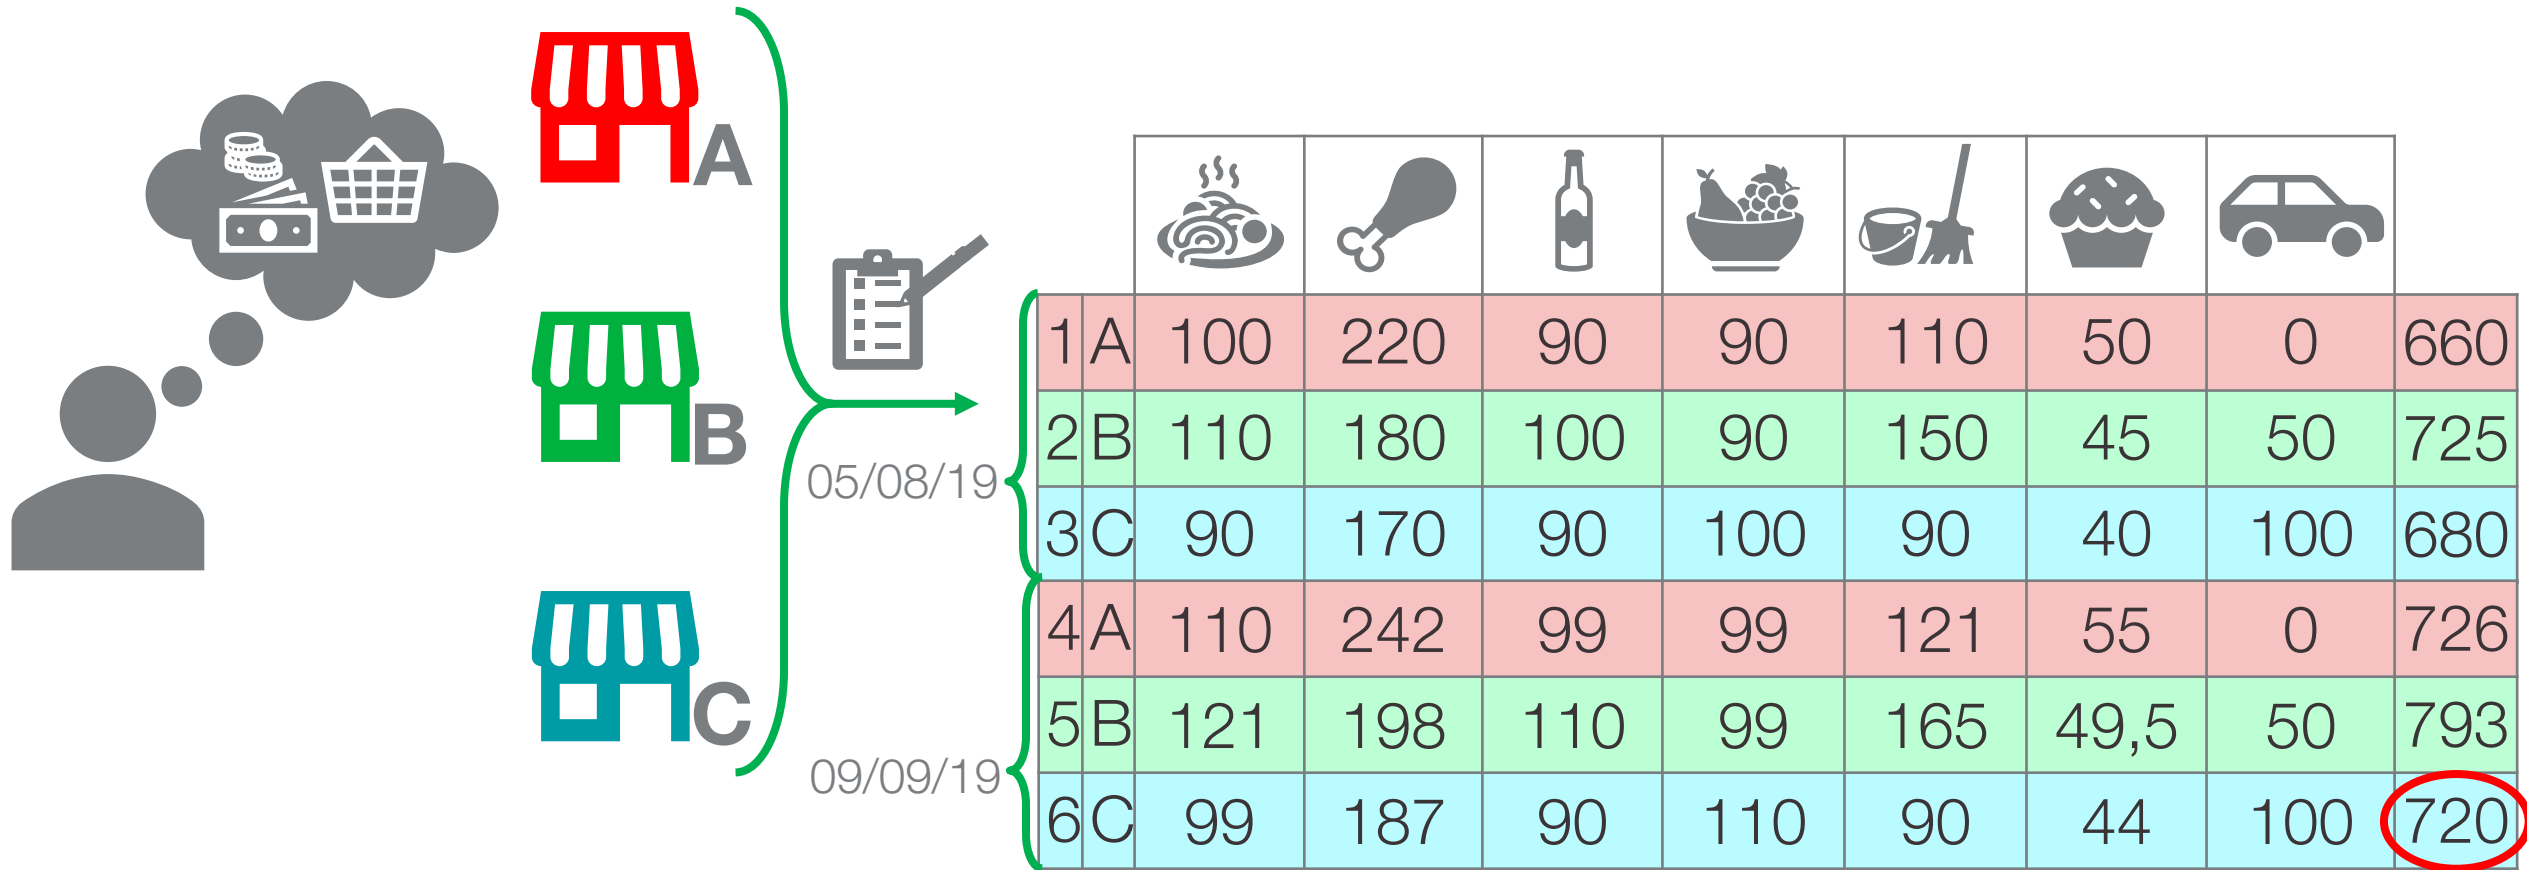 A
B
C
05/08/19
09/09/19
1 A 100 220 90 90 110 50 0 660
2 B 110 180 100 90 150 45 50 725
3 C 90 170 90 100 90 40 100 680
4 A 110 242 99 99 121 55 0 726
5 B 121 198 110 99 165 49,5 50 793
6 C 99 187 90 110 90 44 100 720